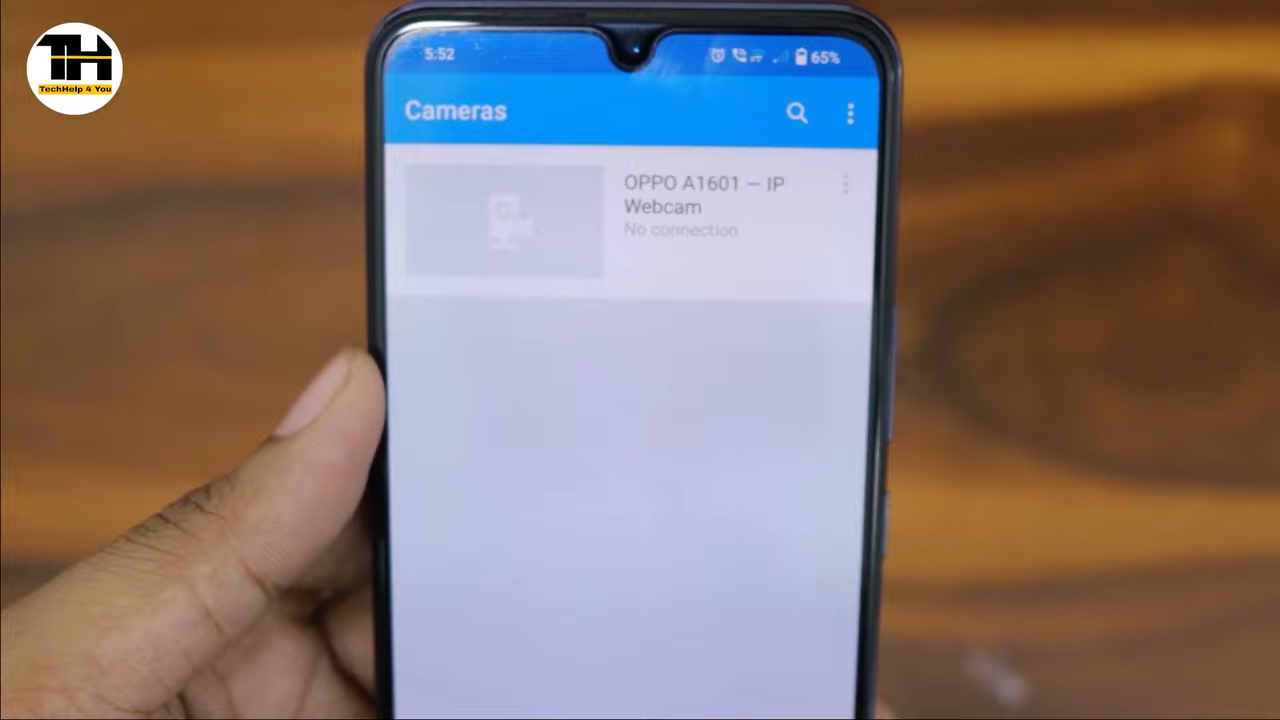 TH
TechHelp 4 You
5:52
65%
Cameras
OPPO A1601 – IP
Webcam
No connection